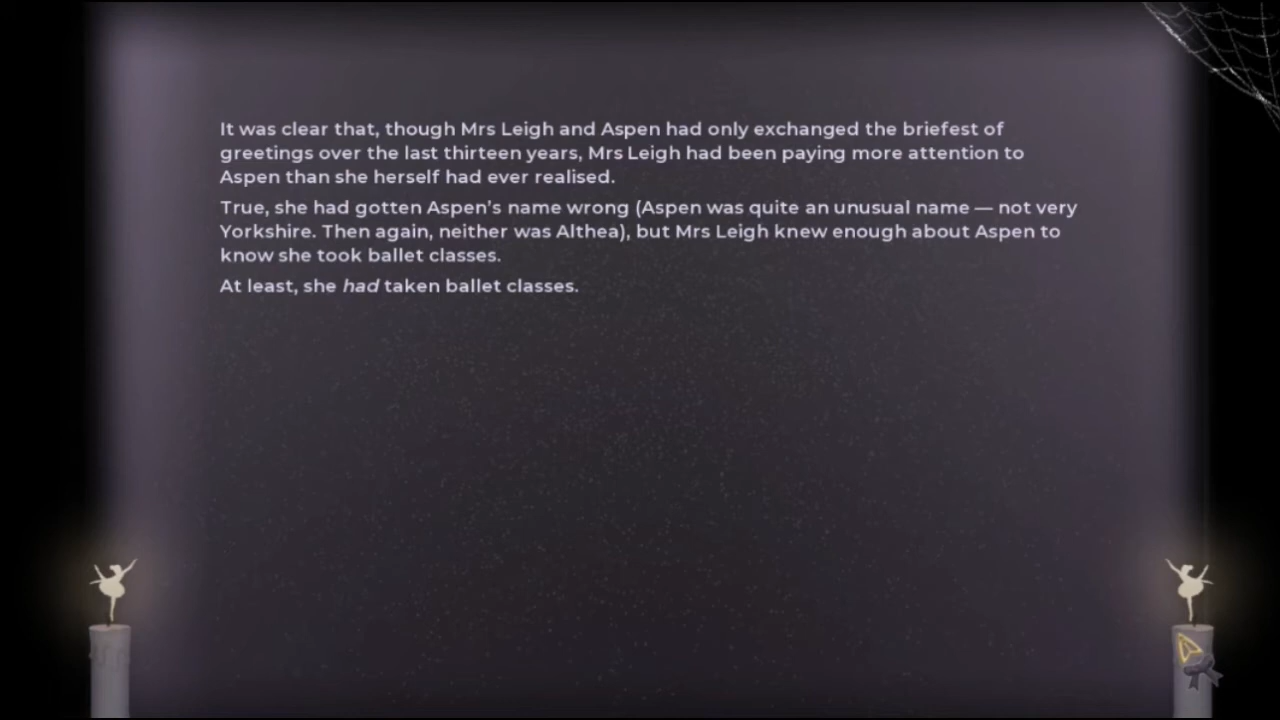 It was clear that, though Mrs Leigh and Aspen had only exchanged the briefest of
greetings over the last thirteen years, Mrs Leigh had been paying more attention to
Aspen than she herself had ever realised.
True, she had gotten Aspen’s name wrong (Aspen was quite an unusual name — not very
Yorkshire. Then again, neither was Althea), but Mrs Leigh knew enough about Aspen to
know she took ballet classes.
At least, she had taken ballet classes.